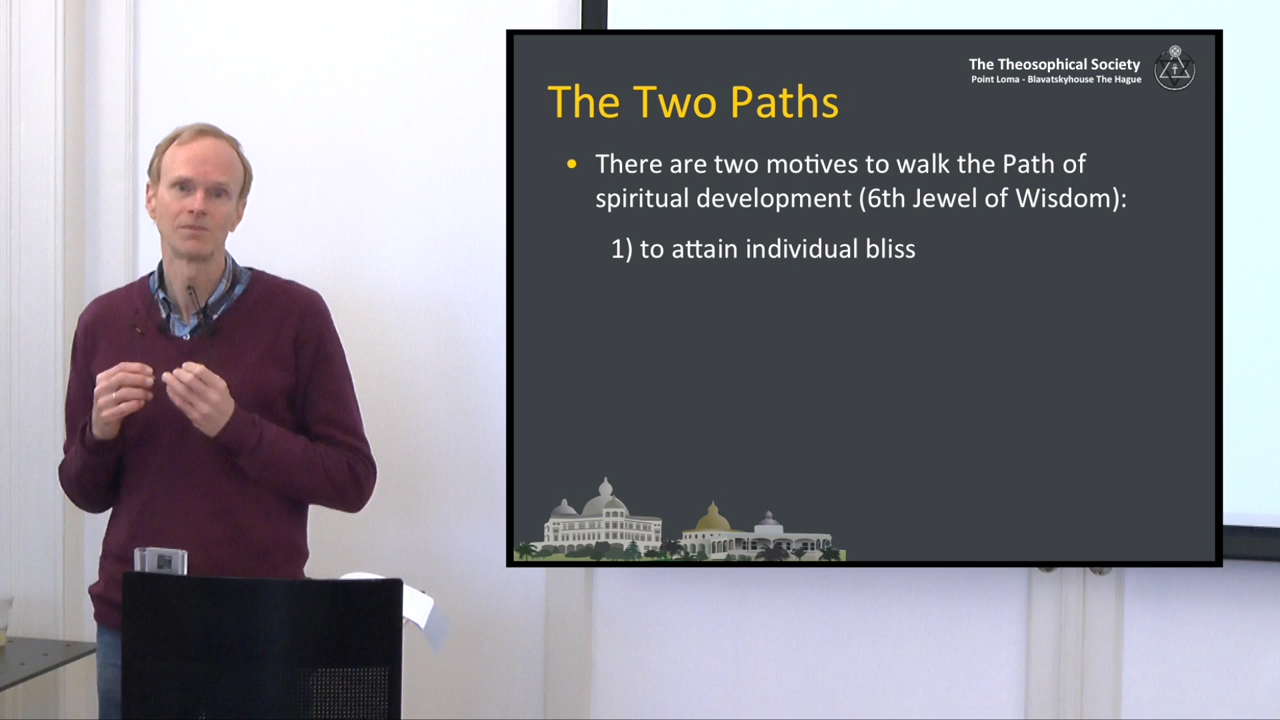 The Theosophical Society
Point Loma - Blavatskyhouse The Hague
The Two Paths
• There are two motives to walk the Path of
spiritual development (6th Jewel of Wisdom):
1) to attain individual bliss